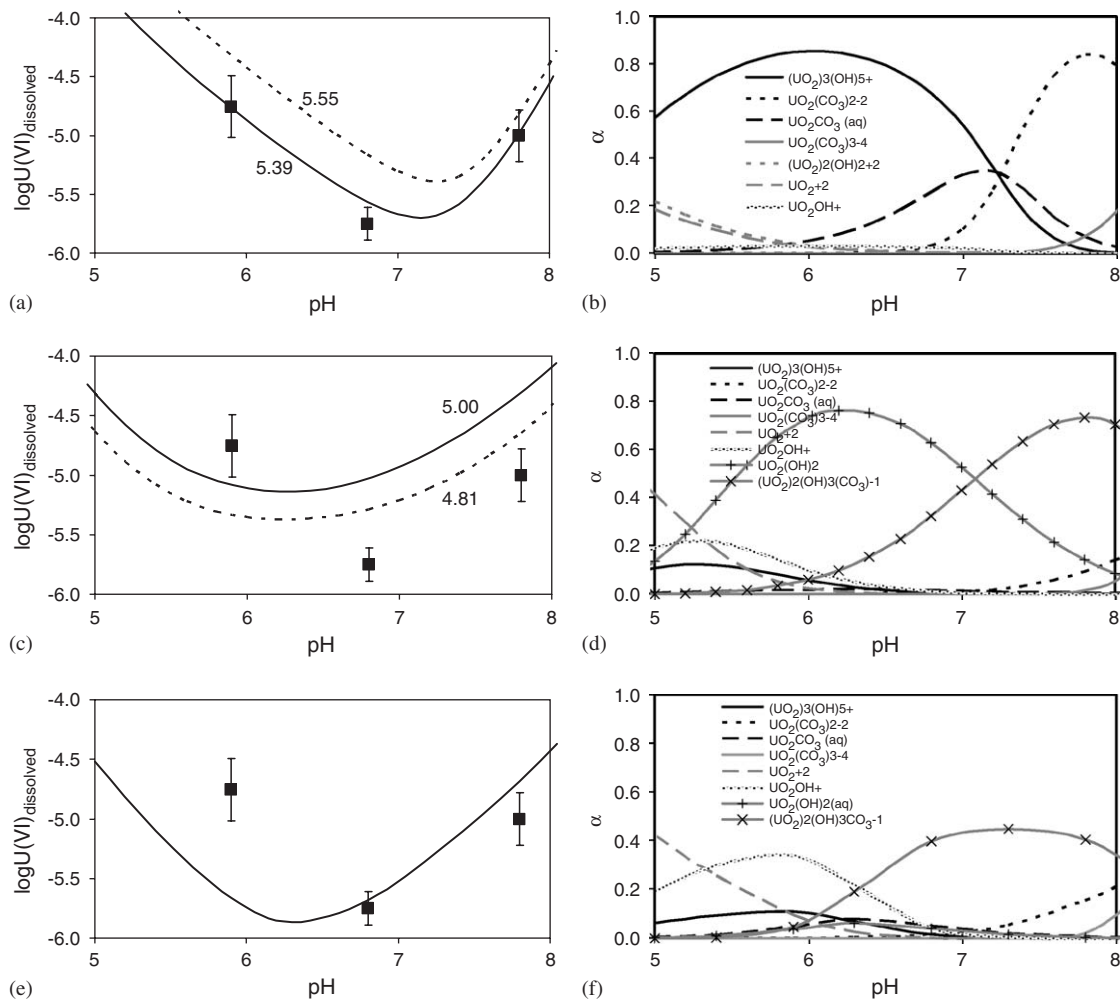 -4.0
-4.5
-5.0
-5.5
-6.0
logU(VI)dissolved
5.55
5.39
5 6 7 8
pH
(a)
1.0
0.8
0.6
0.4
0.2
0.0
α
(UO2)3(OH)5+
UO2(CO3)2-2
UO2CO3 (aq)
UO2(CO3)3-4
(UO2)2(OH)2+2
UO2+2
UO2OH+
5 6 7 8
pH
(b)
-4.0
-4.5
-5.0
-5.5
-6.0
logU(VI)dissolved
5.00
4.81
5 6 7 8
pH
(c)
1.0
0.8
0.6
0.4
0.2
0.0
α
(UO2)3(OH)5+
UO2(CO3)2-2
UO2CO3 (aq)
UO2(CO3)3-4
UO2+2
UO2OH+
UO2(OH)2
(UO2)2(OH)3(CO3)-1
5 6 7 8
pH
(d)
-4.0
-4.5
-5.0
-5.5
-6.0
logU(VI)dissolved
5 6 7 8
pH
(e)
1.0
0.8
0.6
0.4
0.2
0.0
α
(UO2)3(OH)5+
UO2(CO3)2-2
UO2CO3 (aq)
UO2(CO3)3-4
UO2+2
UO2OH+
UO2(OH)2(aq)
(UO2)2(OH)3CO3-1
5 6 7 8
pH
(f)